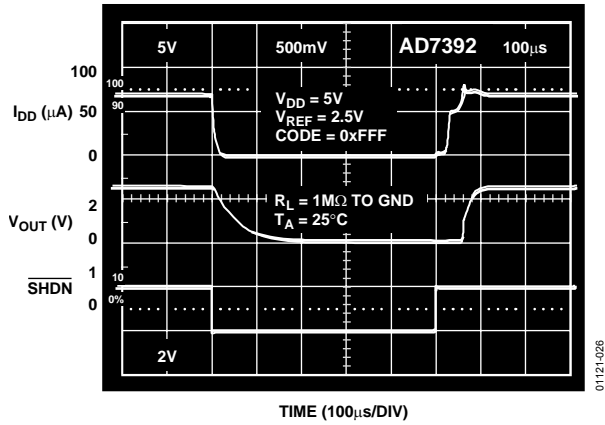 5V 500mV AD7392 100µs
100
100
90
I_DD (µA) 50
0
V_DD = 5V
V_REF = 2.5V
CODE = 0xFFF
R_L = 1MΩ TO GND
T_A = 25°C
2
V_OUT (V)
0
1
S̅H̅D̅N̅
0
10
0%
2V
TIME (100µs/DIV)
01121-026